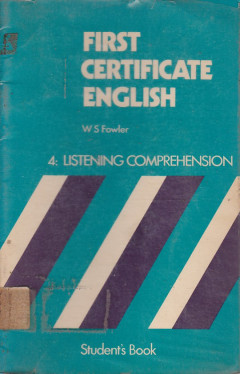 FIRST
CERTIFICATE
ENGLISH
W S Fowler
4: LISTENING COMPREHENSION
Student's Book